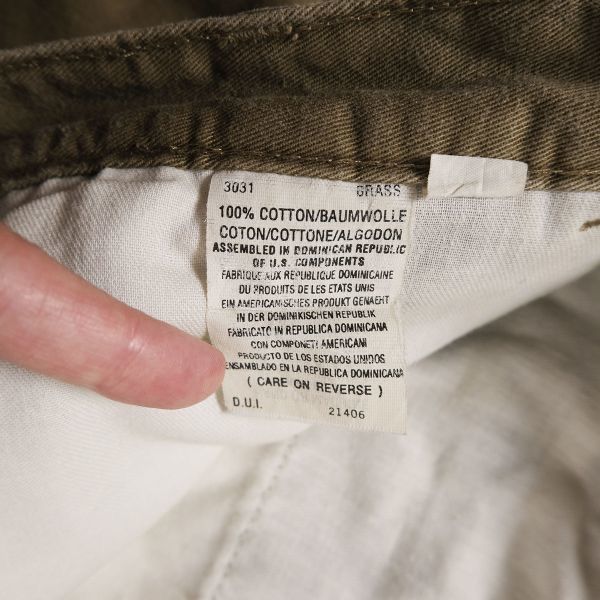 3031 GRASS
100% COTTON/BAUMWOLLE
COTON/COTTONE/ALGODON
ASSEMBLED IN DOMINICAN REPUBLIC
OF U.S. COMPONENTS
FABRIQUE AUX REPUBLIQUE DOMINICAINE
DU PRODUITS DE LES ETATS UNIS
EIN AMERICANISCHES PRODUKT GENAEHT
IN DER DOMINIKISCHEN REPUBLIK
FABRICATO IN REPUBLICA DOMINICANA
CON COMPONETI AMERICANI
PRODUCTO DE LOS ESTADOS UNIDOS
ENSAMBLADO EN LA REPUBLICA DOMINICANA
( CARE ON REVERSE )
D.U.I. 21406